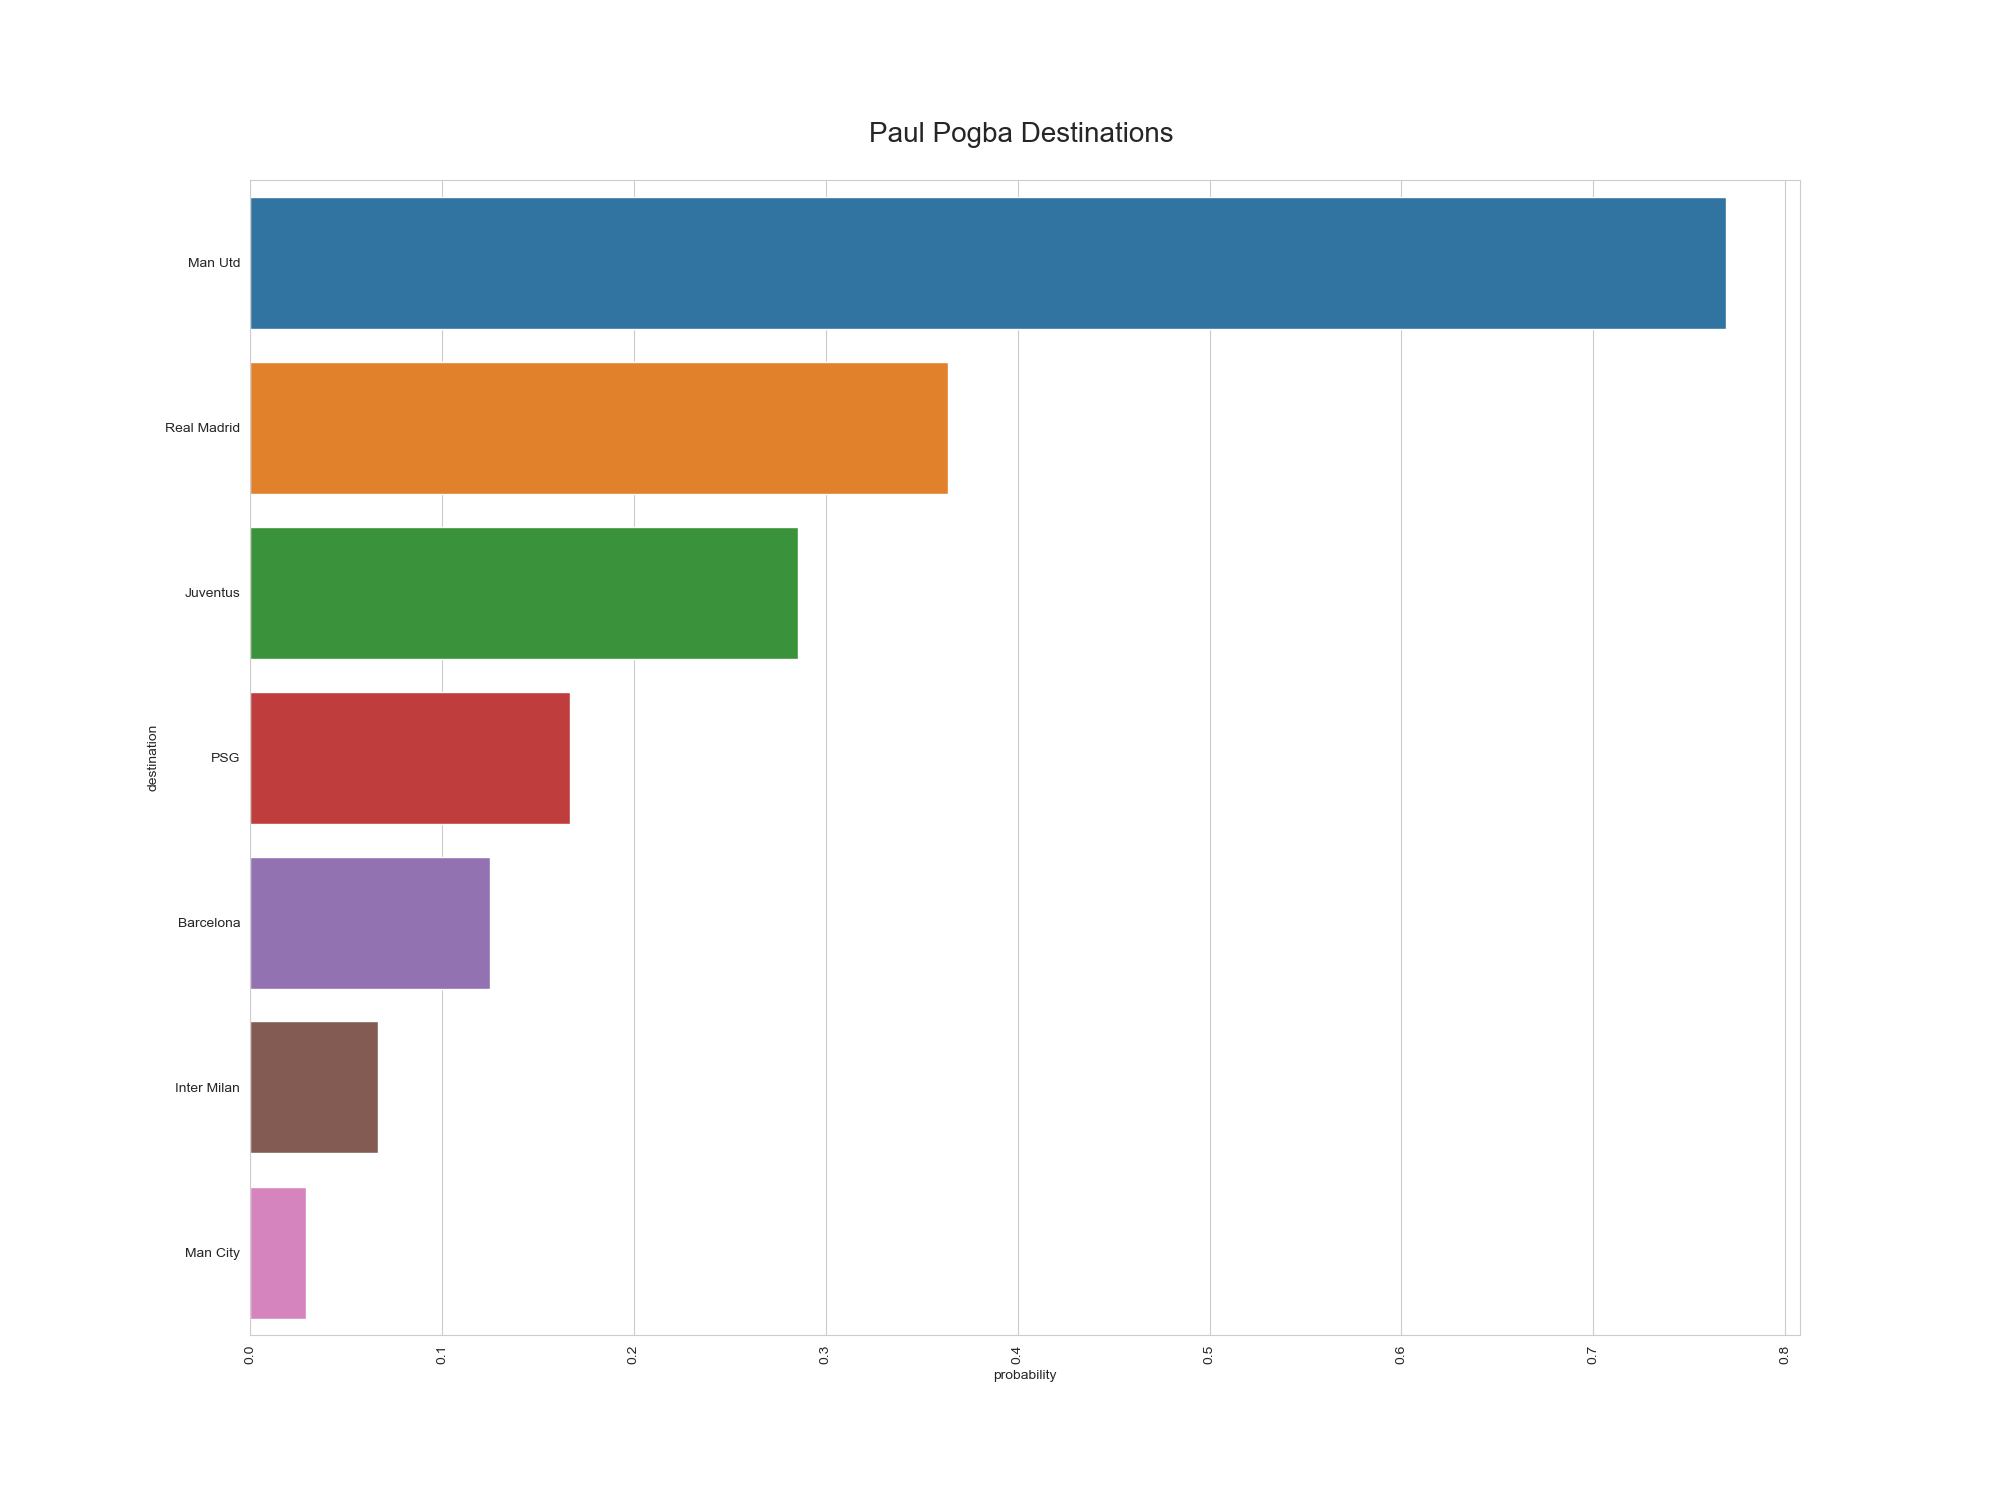 Paul Pogba Destinations
Man Utd
Real Madrid
Juventus
PSG
Barcelona
Inter Milan
Man City
destination
0.0 0.1 0.2 0.3 0.4 0.5 0.6 0.7 0.8
probability